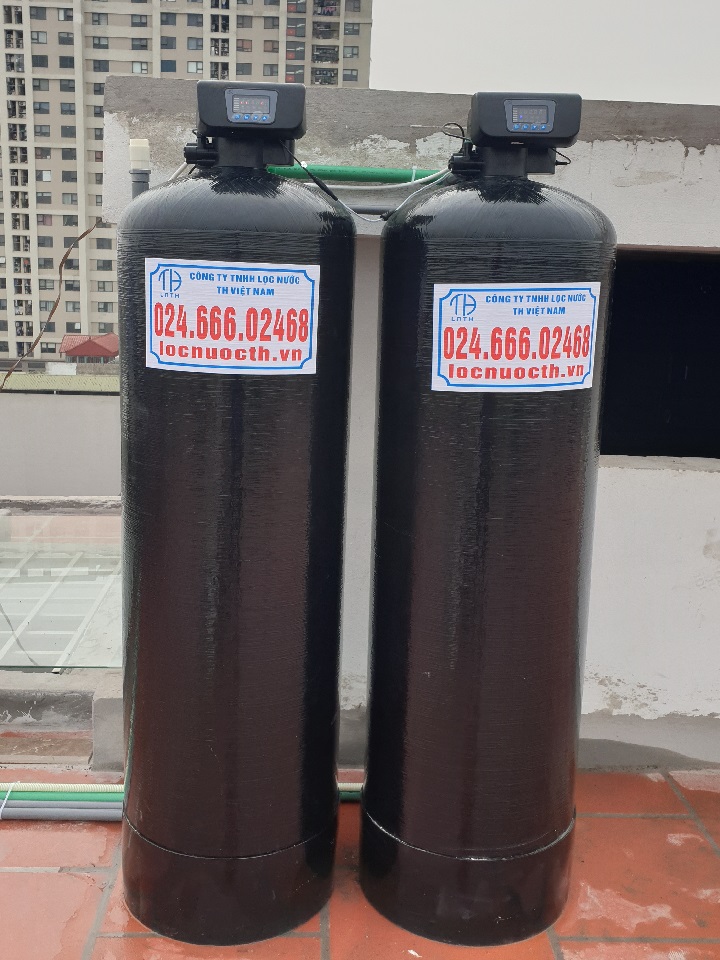 TH
LNTH
CÔNG TY TNHH LỌC NƯỚC
TH VIỆT NAM
024.666.02468
locnuocth.vn
TH
LNTH
CÔNG TY TNHH LỌC NƯỚC
TH VIỆT NAM
024.666.02468
locnuocth.vn